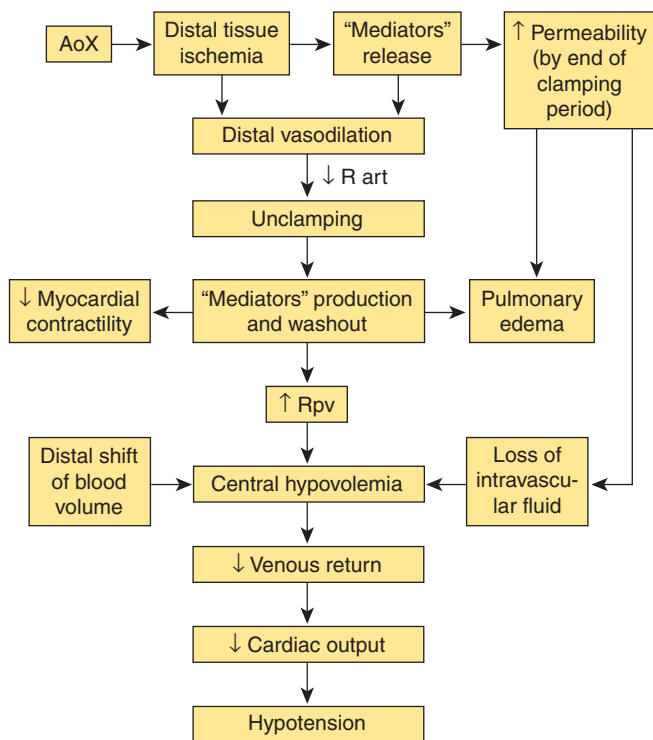 AoX
Distal tissue
ischemia
“Mediators”
release
↑ Permeability
(by end of
clamping
period)
Distal vasodilation
↓ R art
Unclamping
↓ Myocardial
contractility
“Mediators” production
and washout
Pulmonary
edema
↑ Rpv
Distal shift
of blood
volume
Central hypovolemia
Loss of
intravascu-
lar fluid
↓ Venous return
↓ Cardiac output
Hypotension